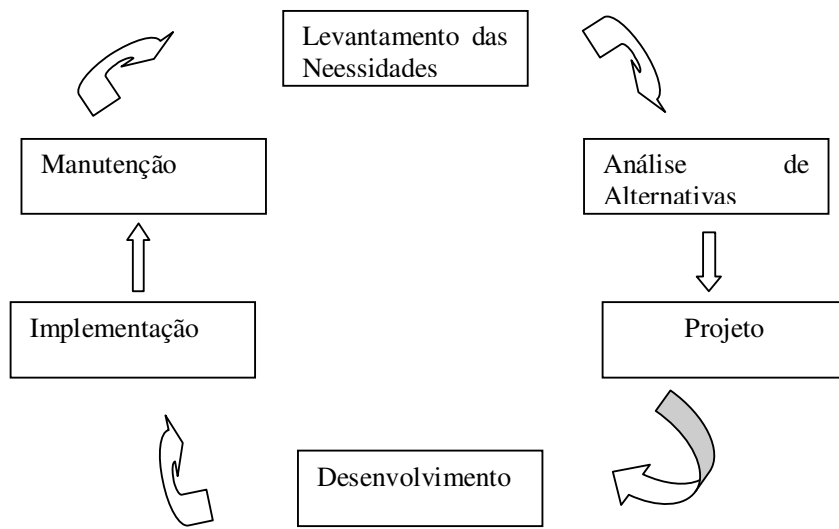 Levantamento das
Neessidades
Manutenção
Análise de
Alternativas
Implementação
Projeto
Desenvolvimento